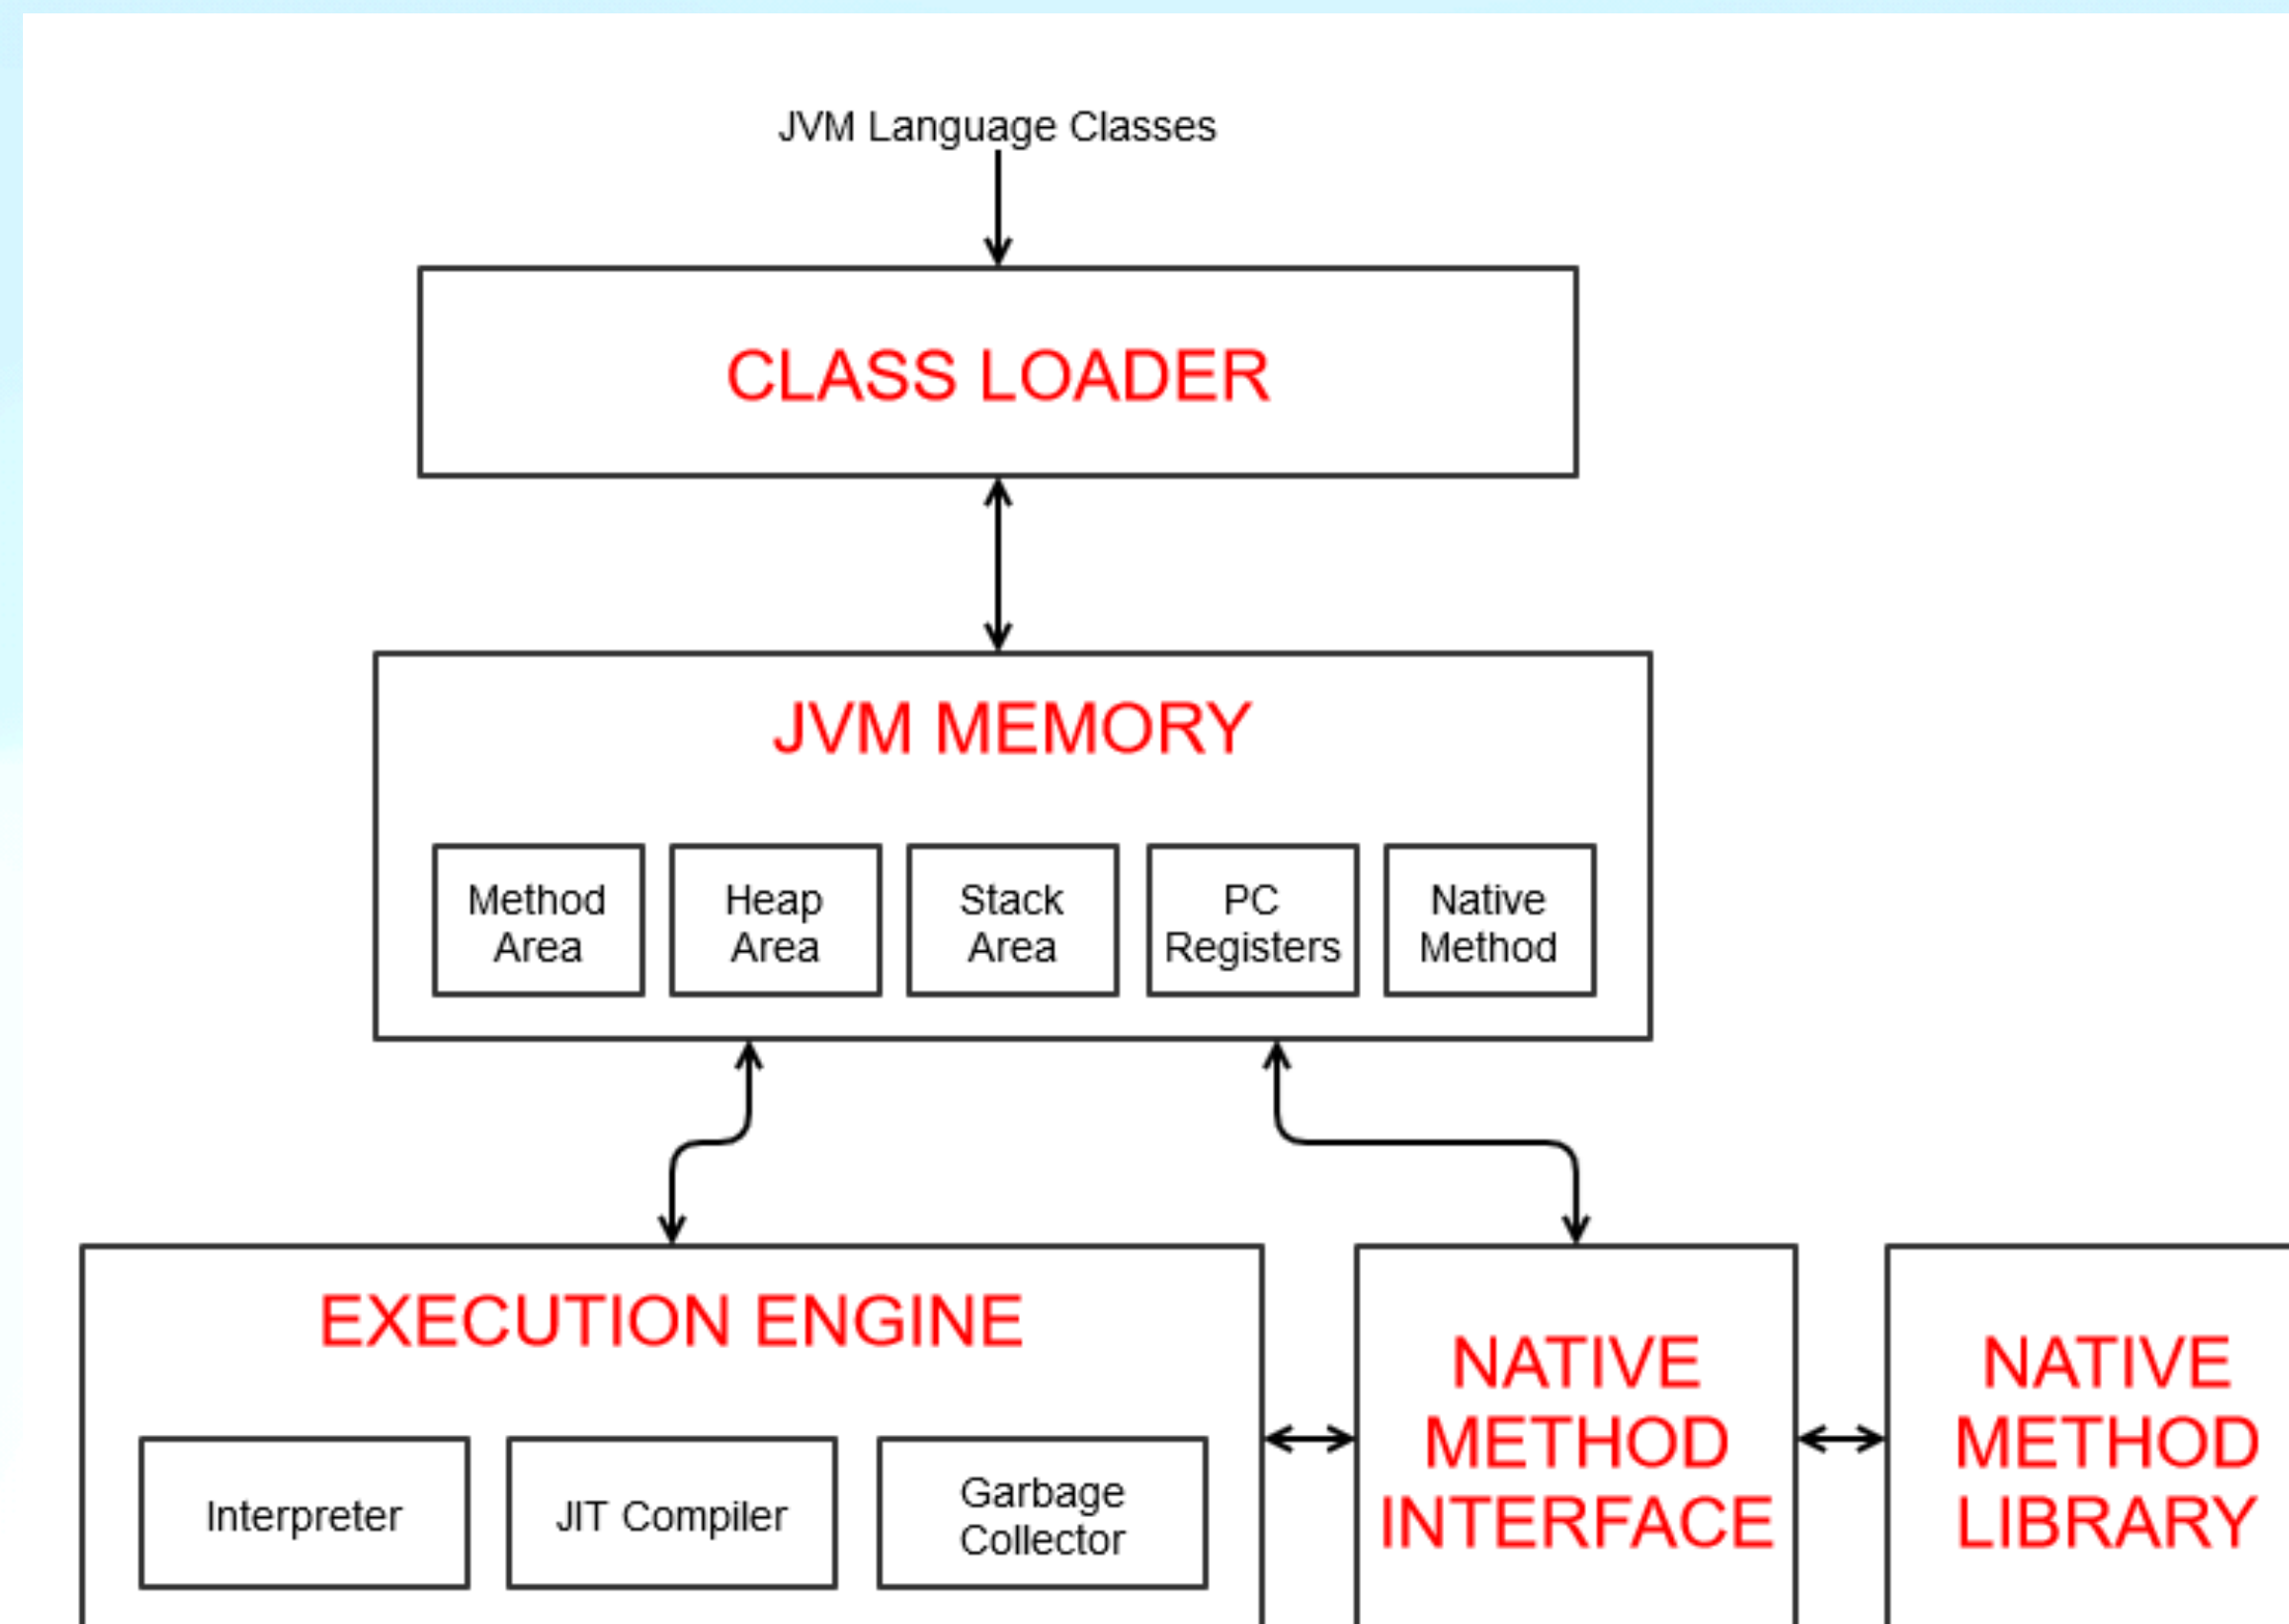 JVM Language Classes
CLASS LOADER
JVM MEMORY
Method
Area
Heap
Area
Stack
Area
PC
Registers
Native
Method
EXECUTION ENGINE
Interpreter
JIT Compiler
Garbage
Collector
NATIVE
METHOD
INTERFACE
NATIVE
METHOD
LIBRARY